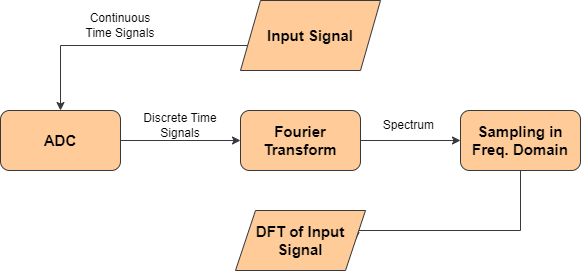 Continuous
Time Signals
Input Signal
ADC
Discrete Time
Signals
Fourier
Transform
Spectrum
Sampling in
Freq. Domain
DFT of Input
Signal